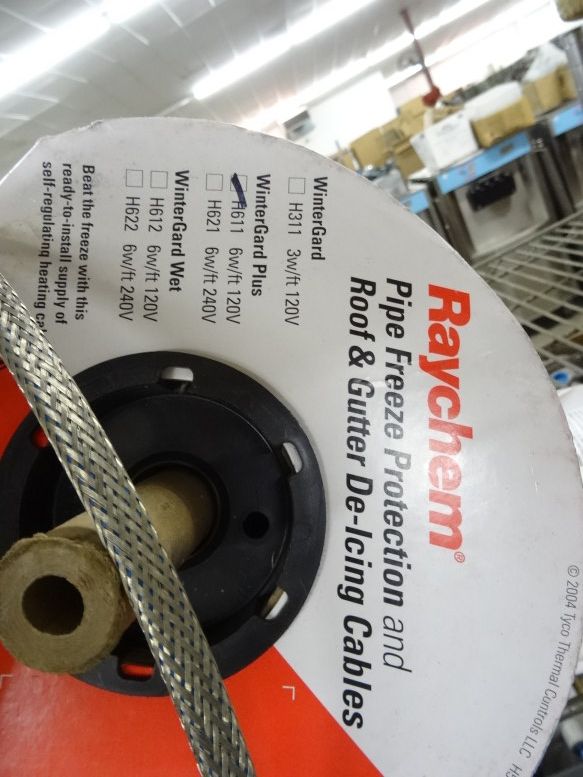 Raychem®
Pipe Freeze Protection and
Roof & Gutter De-Icing Cables
WinterGard
H311 3w/ft 120V
WinterGard Plus
H611 6w/ft 120V
H621 6w/ft 240V
WinterGard Wet
H612 6w/ft 120V
H622 6w/ft 240V
Beat the freeze with this
ready-to-install supply of
self-regulating heating
© 2004 Tyco Thermal Controls LLC